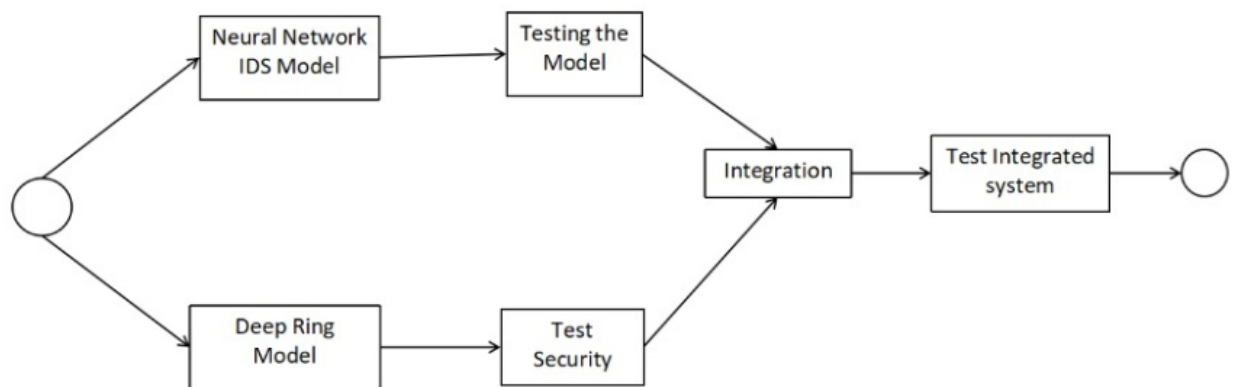 Neural Network
IDS Model
Testing the
Model
Integration
Test Integrated
system
Deep Ring
Model
Test
Security